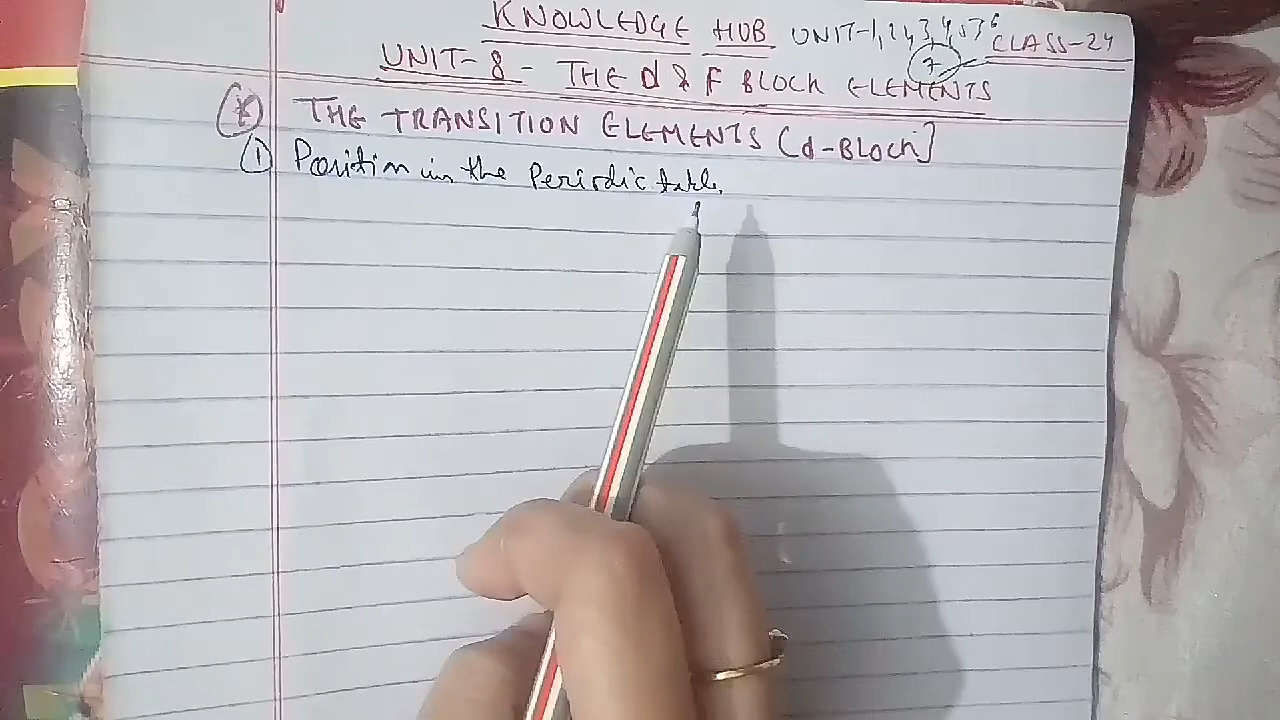 KNOWLEDGE HUB UNIT-1, 2, 3, 4, 5, 6 CLASS-24
7
UNIT-8 - THE d & F BLOCK ELEMENTS
THE TRANSITION ELEMENTS (d-BLOCK]
① Position in the Periodic table.